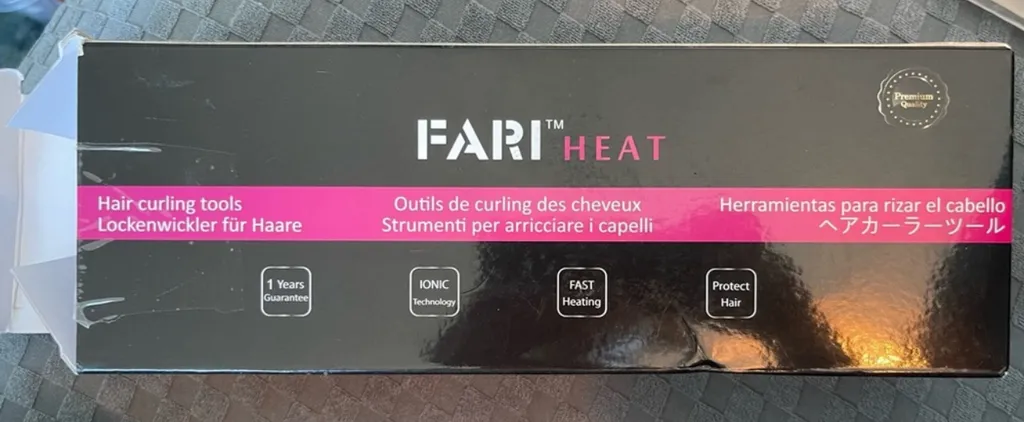 Premium
Quality
FARI™ HEAT
Hair curling tools
Lockenwickler für Haare
Outils de curling des cheveux
Strumenti per arricciare i capelli
Herramientas para rizar el cabello
ヘアカーラーツール
1 Years
Guarantee
IONIC
Technology
FAST
Heating
Protect
Hair